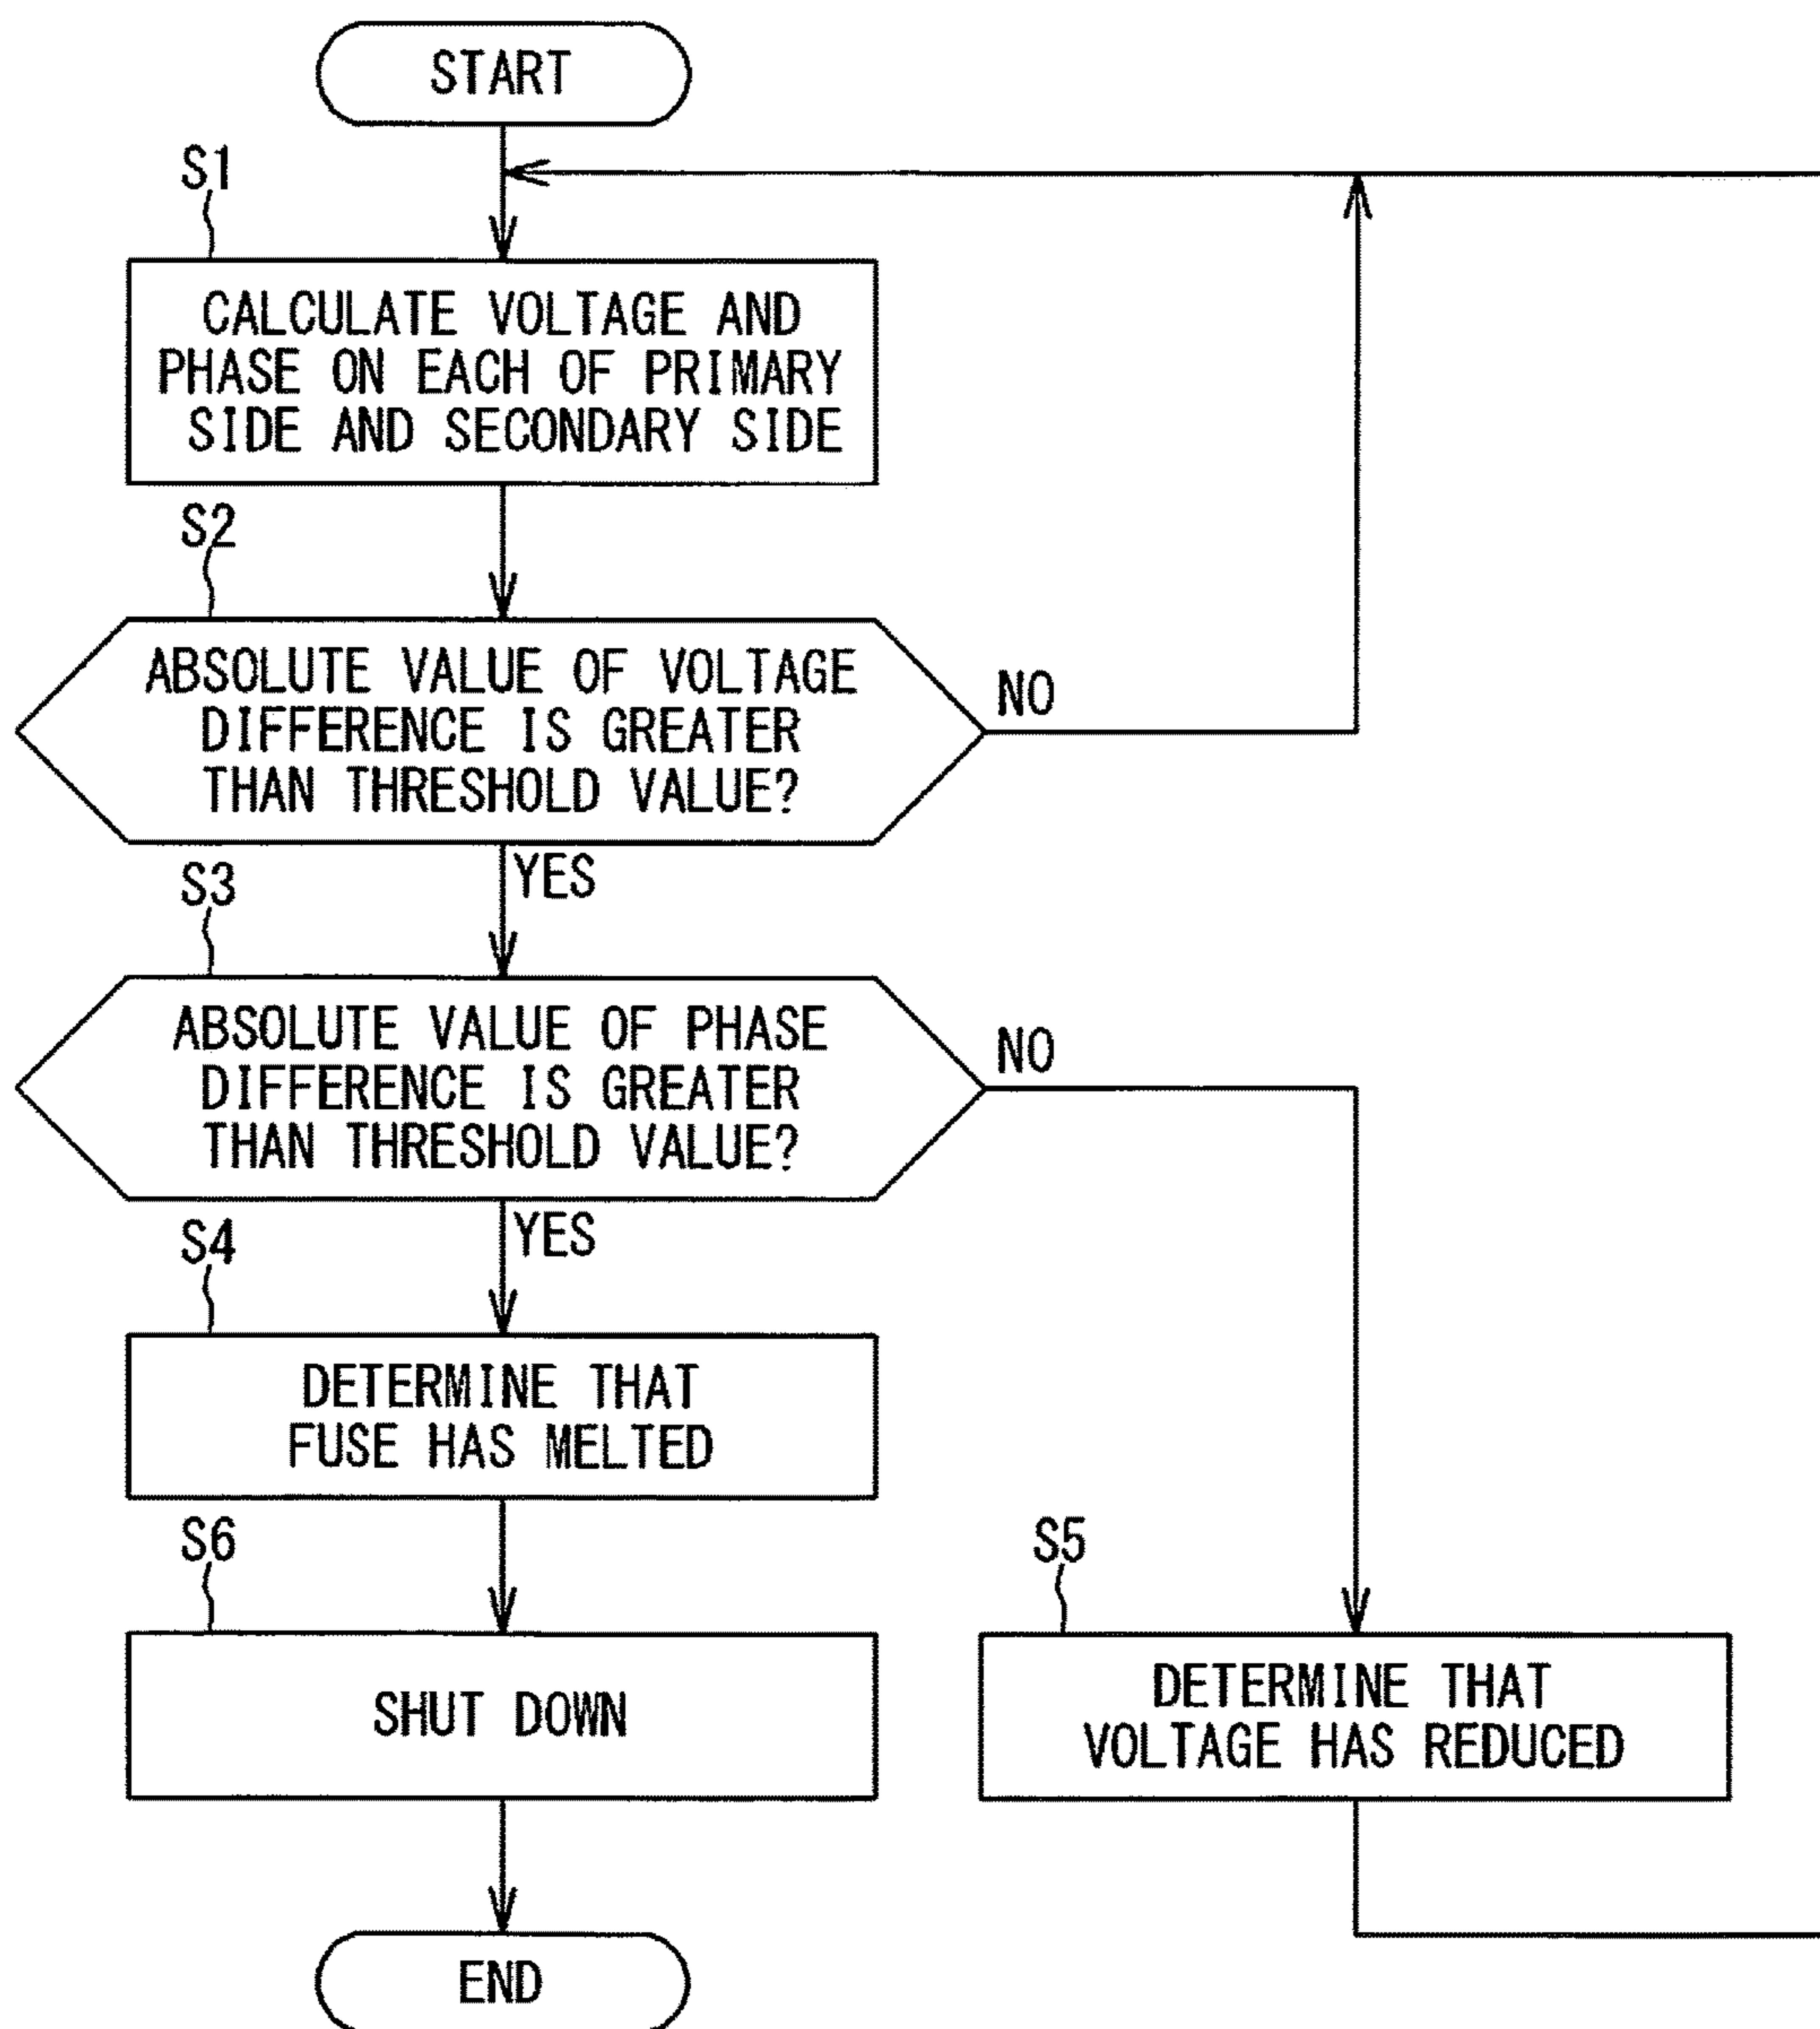 START
S1
CALCULATE VOLTAGE AND
PHASE ON EACH OF PRIMARY
SIDE AND SECONDARY SIDE
S2
ABSOLUTE VALUE OF VOLTAGE
DIFFERENCE IS GREATER
THAN THRESHOLD VALUE?
NO
YES
S3
ABSOLUTE VALUE OF PHASE
DIFFERENCE IS GREATER
THAN THRESHOLD VALUE?
NO
YES
S4
DETERMINE THAT
FUSE HAS MELTED
S6
SHUT DOWN
S5
DETERMINE THAT
VOLTAGE HAS REDUCED
END